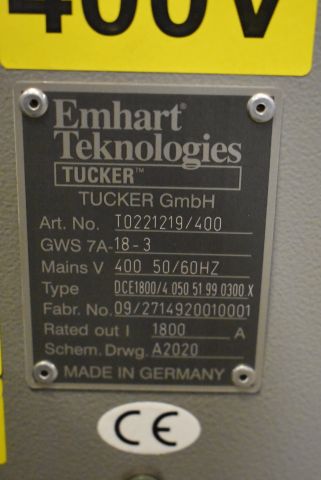 400V
Emhart®
Teknologies
TUCKER™
TUCKER GmbH
Art. No. T0221219/400
GWS 7A-18-3
Mains V 400 50/60HZ
Type DCE1800/4 050 51 99 0300 X
Fabr. No. 09/2714920010001
Rated out I 1800 A
Schem. Drwg. A2020
MADE IN GERMANY
CE